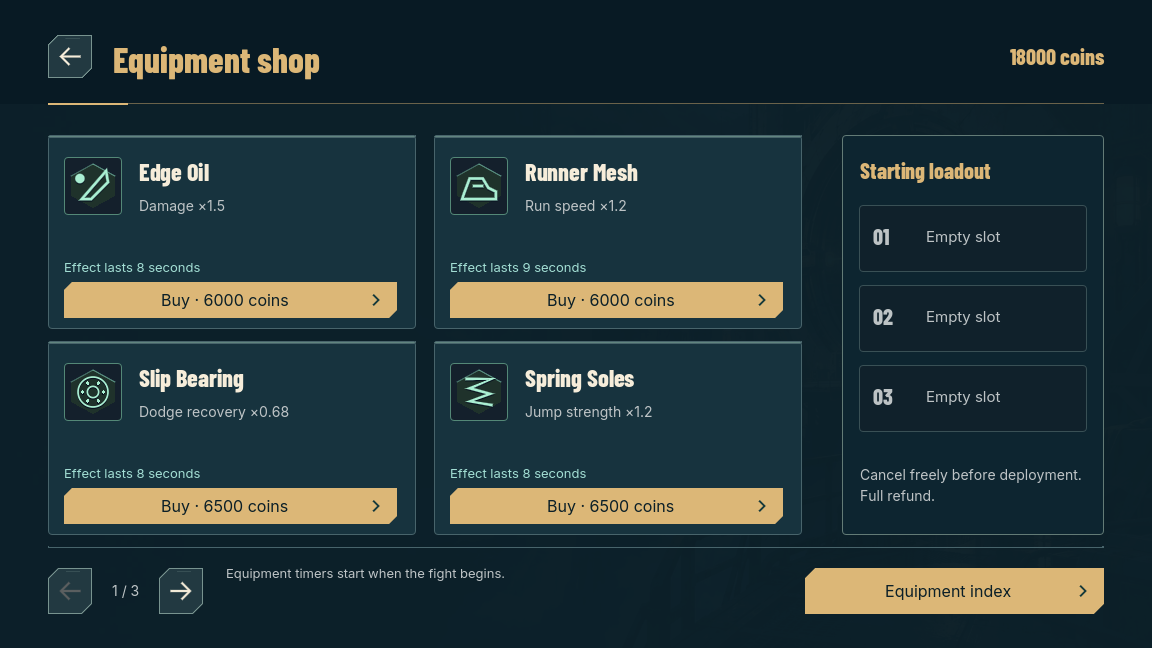 Equipment shop
18000 coins
Edge Oil
Damage ×1.5
Effect lasts 8 seconds
Buy · 6000 coins
Runner Mesh
Run speed ×1.2
Effect lasts 9 seconds
Buy · 6000 coins
Slip Bearing
Dodge recovery ×0.68
Effect lasts 8 seconds
Buy · 6500 coins
Spring Soles
Jump strength ×1.2
Effect lasts 8 seconds
Buy · 6500 coins
Starting loadout
01 Empty slot
02 Empty slot
03 Empty slot
Cancel freely before deployment.
Full refund.
1 / 3
Equipment timers start when the fight begins.
Equipment index